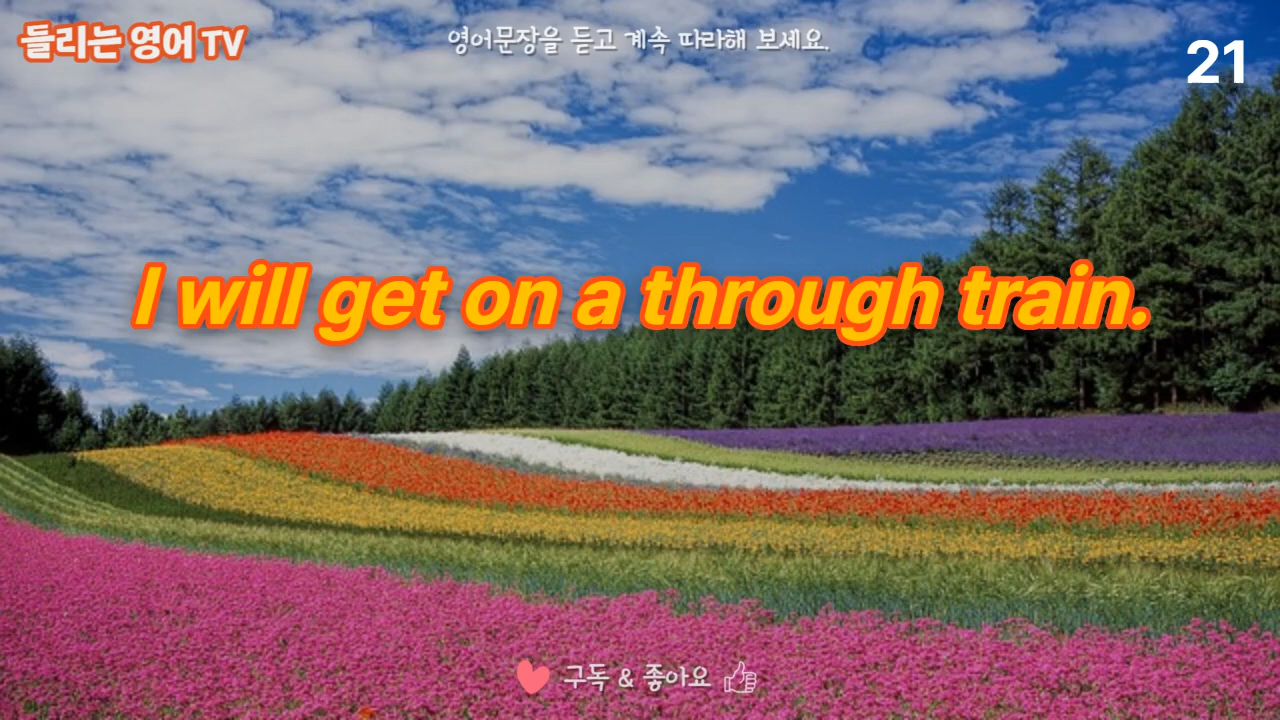 들리는 영어 TV
영어문장을 듣고 계속 따라해 보세요.
21
I will get on a through train.
구독 & 좋아요